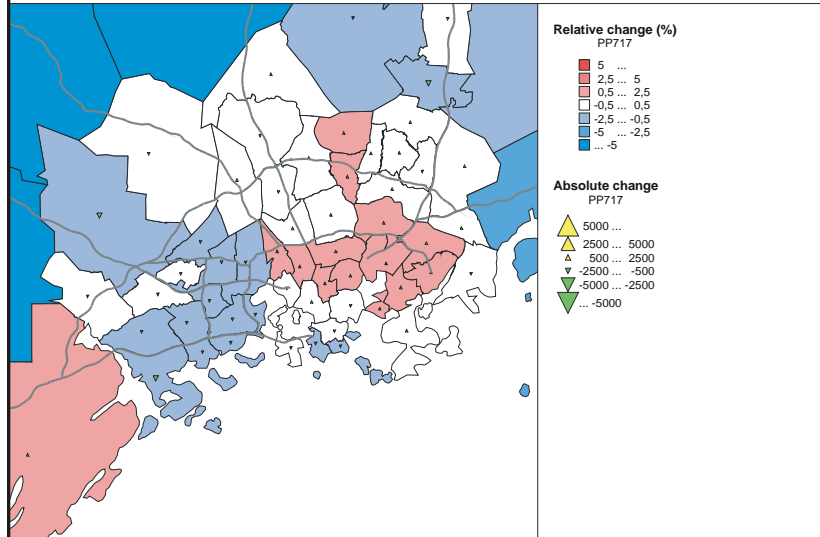 Relative change (%)
PP717
5 ...
2,5 ... 5
0,5 ... 2,5
-0,5 ... 0,5
-2,5 ... -0,5
-5 ... -2,5
... -5
Absolute change
PP717
5000 ...
2500 ... 5000
500 ... 2500
-2500 ... -500
-5000 ... -2500
... -5000